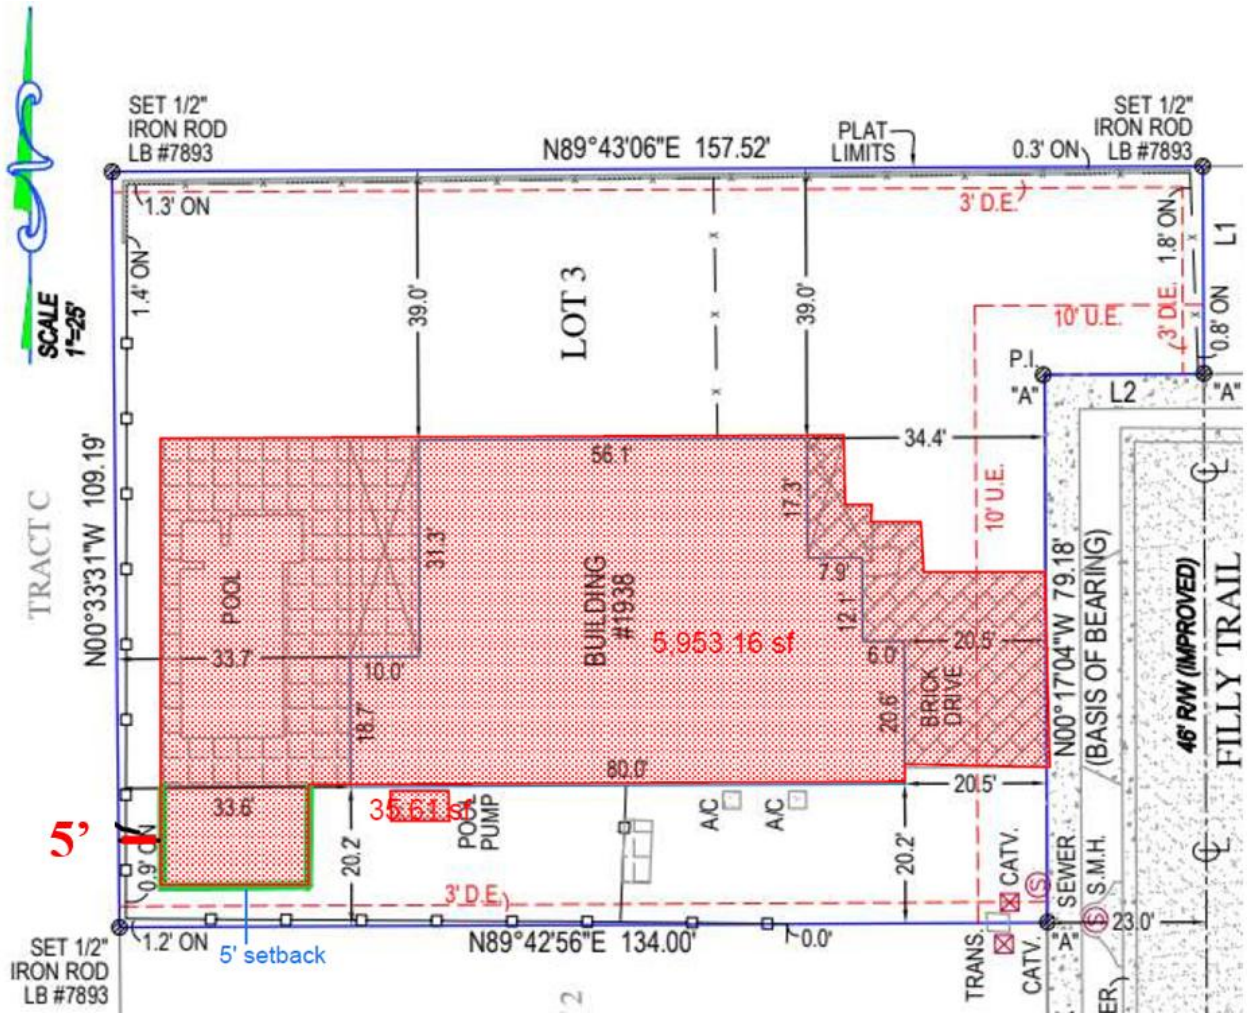 SET 1/2"
IRON ROD
LB #7893
N89°43'06"E 157.52'
PLAT
LIMITS
0.3' ON
SET 1/2"
IRON ROD
LB #7893
1.3' ON
3' D.E.
1.8' ON
L1
1.4' ON
SCALE
1"=25'
39.0'
LOT 3
39.0'
10' U.E.
3' D.E.
0.8' ON
P.I.
"A"
L2
"A"
34.4'
56.1'
17.3'
10' U.E.
TRACT C
N00°33'31"W 109.19'
31.3'
POOL
BUILDING
#1938
7.9'
12.1'
5,953.16 sf
33.7'
10.0'
6.0'
20.5'
18.7'
20.6'
BRICK
DRIVE
N00°17'04"W 79.18'
(BASIS OF BEARING)
46' R/W (IMPROVED)
FILLY TRAIL
80.0'
33.6'
35.61 sf
POOL
PUMP
A/C
A/C
20.5'
5'
0.9' ON
20.2'
20.2'
CATV.
(S)
SEWER
(S) S.M.H.
3' D.E.
1.2' ON
N89°42'56"E 134.00'
0.0'
"A"
23.0'
SET 1/2"
IRON ROD
LB #7893
5' setback
TRANS.
CATV.
2
ER